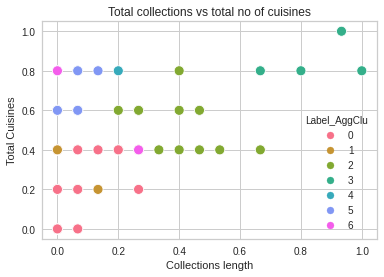 Total collections vs total no of cuisines
Total Cuisines
1.0
0.8
0.6
0.4
0.2
0.0
Label_AggClu
0
1
2
3
4
5
6
0.0 0.2 0.4 0.6 0.8 1.0
Collections length